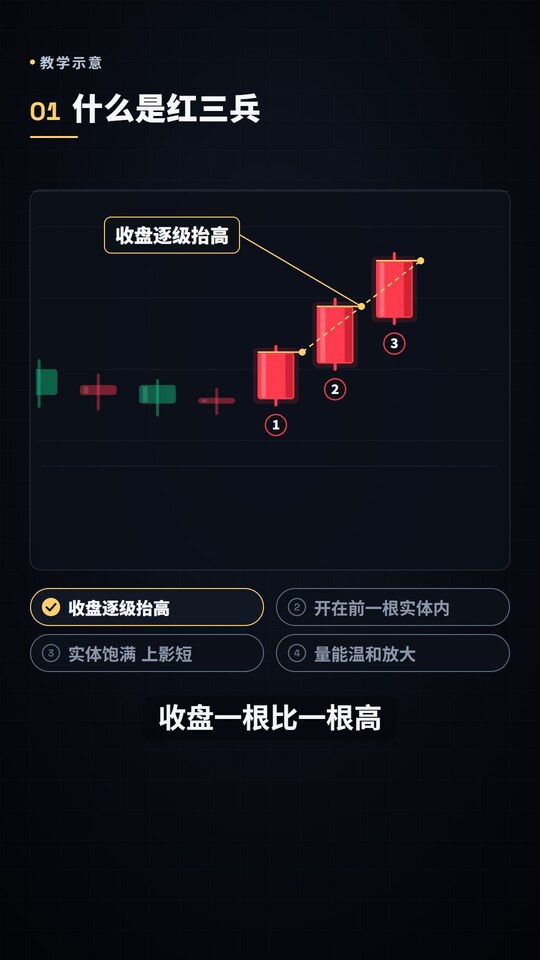 教学示意
01 什么是红三兵
收盘逐级抬高
1
2
3
收盘逐级抬高
2 开在前一根实体内
3 实体饱满 上影短
4 量能温和放大
收盘一根比一根高